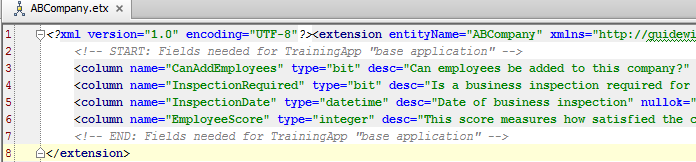 ABCompany.etx ×
1 <?xml version="1.0" encoding="UTF-8"?><extension entityName="ABCompany" xmlns="http://guidewi
2 <!-- START: Fields needed for TrainingApp "base application" -->
3 <column name="CanAddEmployees" type="bit" desc="Can employees be added to this company?"
4 <column name="InspectionRequired" type="bit" desc="Is a business inspection required for
5 <column name="InspectionDate" type="datetime" desc="Date of business inspection" nullok="
6 <column name="EmployeeScore" type="integer" desc="This score measures how satisfied the c
7 <!-- END: Fields needed for TrainingApp "base application" -->
8 </extension>